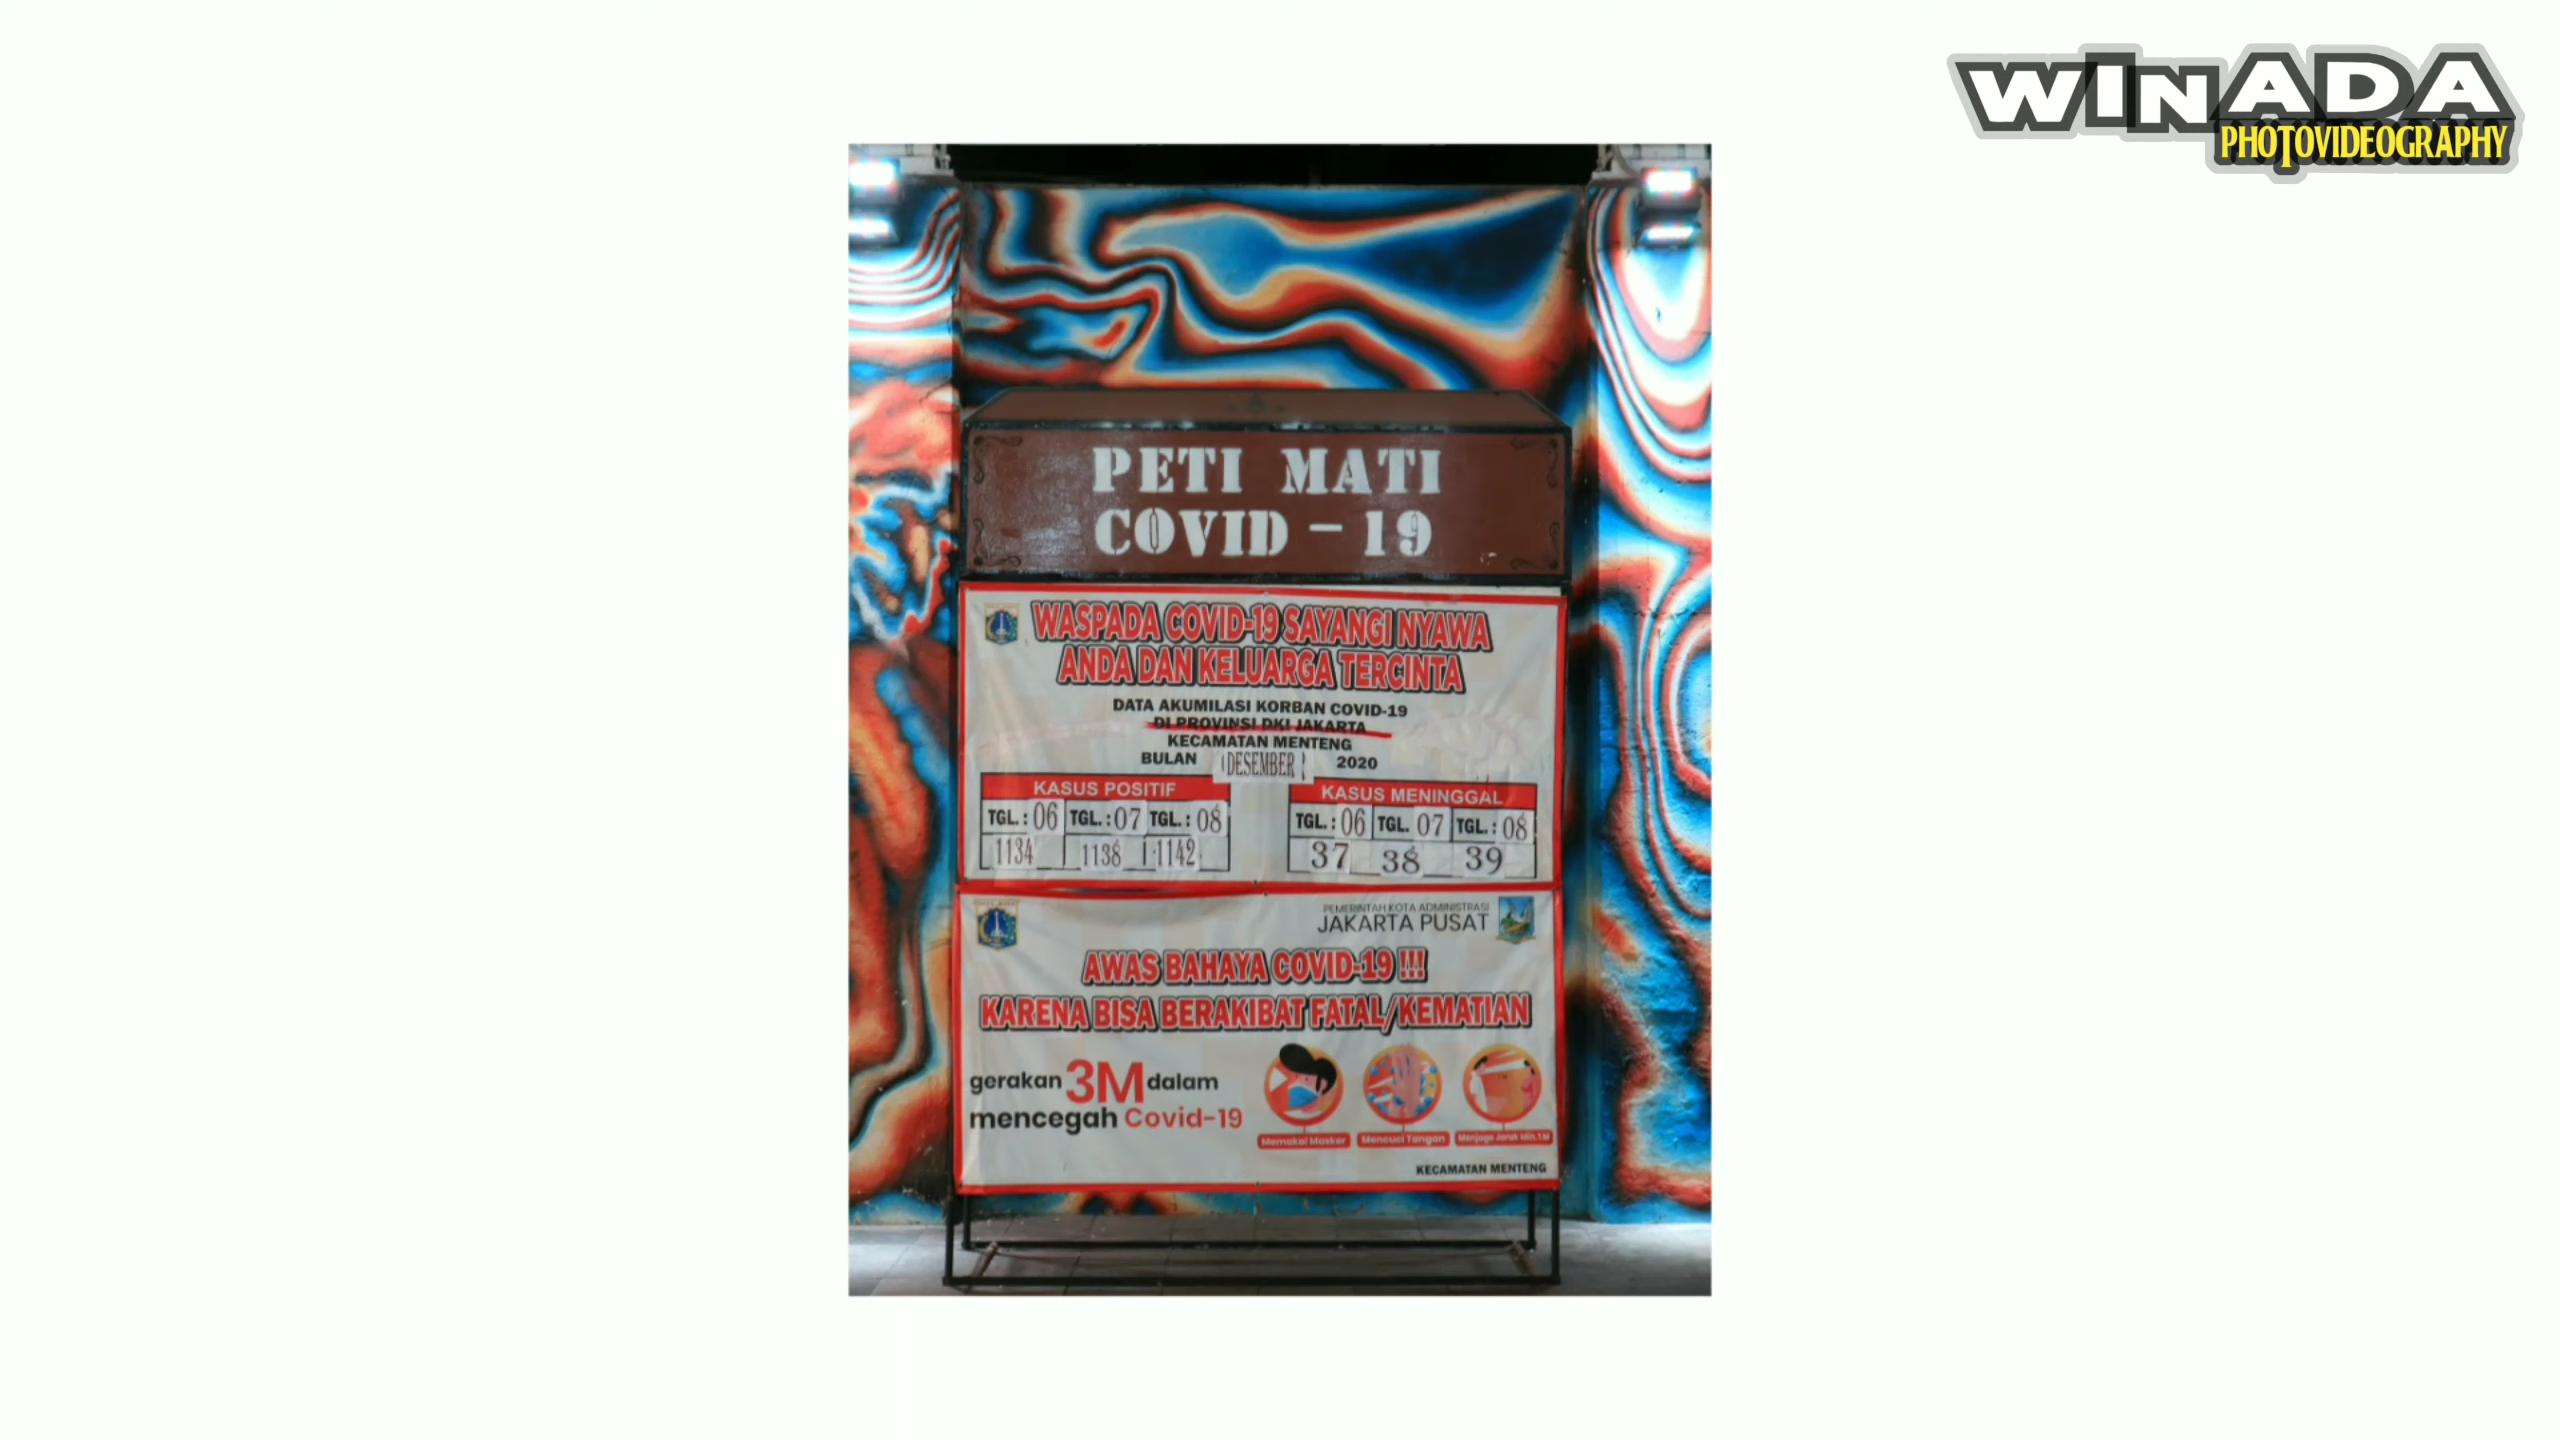 WINADA
PHOTOVIDEOGRAPHY
PETI MATI
COVID - 19
WASPADA COVID-19 SAYANGI NYAWA
ANDA DAN KELUARGA TERCINTA
DATA AKUMILASI KORBAN COVID-19
DI PROVINSI DKI JAKARTA
KECAMATAN MENTENG
BULAN DESEMBER 2020
KASUS POSITIF
TGL. : 06 TGL. : 07 TGL. : 08
1134 1138 1142
KASUS MENINGGAL
TGL. : 06 TGL. 07 TGL. : 08
37 38 39
PEMERINTAH KOTA ADMINISTRASI
JAKARTA PUSAT
AWAS BAHAYA COVID-19 !!!
KARENA BISA BERAKIBAT FATAL/KEMATIAN
gerakan 3M dalam
mencegah Covid-19
Memakai Masker Mencuci Tangan Menjaga Jarak Min. 1 M
KECAMATAN MENTENG